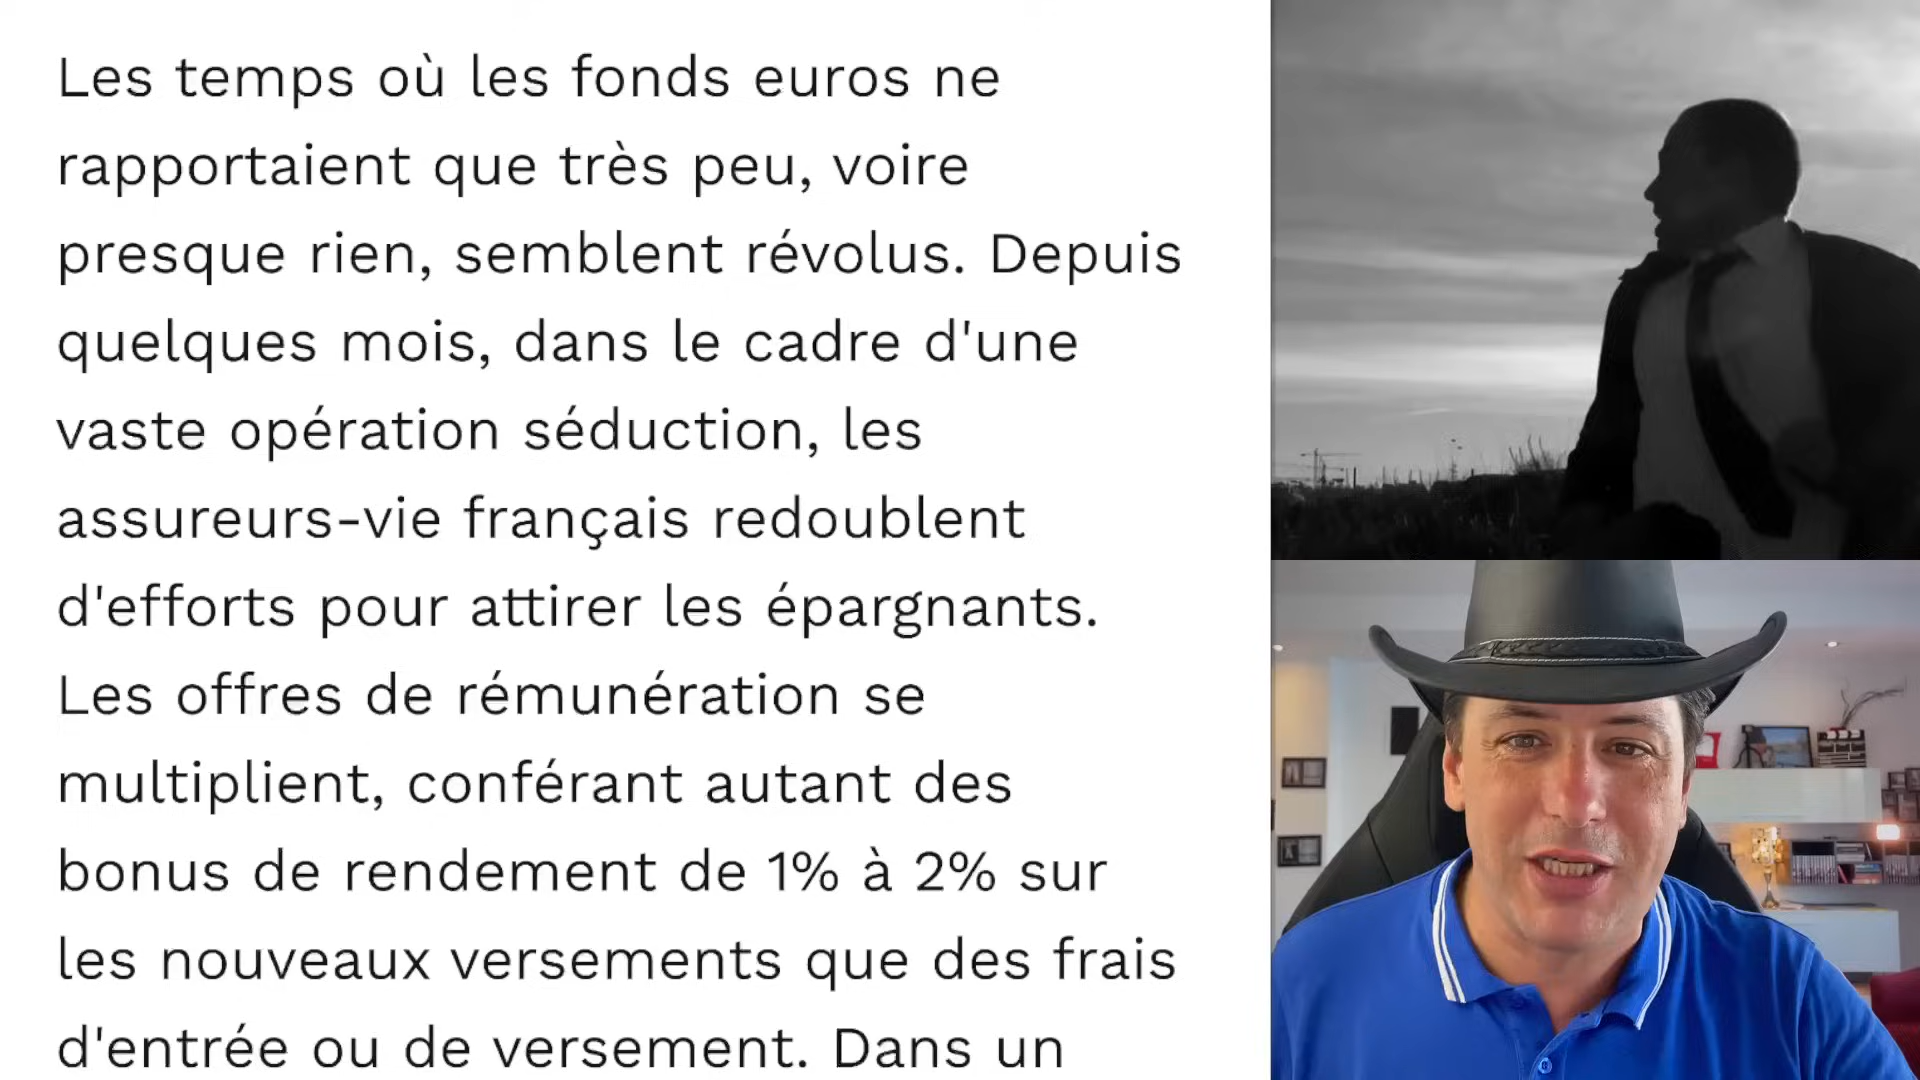 Les temps où les fonds euros ne
rapportaient que très peu, voire
presque rien, semblent révolus. Depuis
quelques mois, dans le cadre d'une
vaste opération séduction, les
assureurs-vie français redoublent
d'efforts pour attirer les épargnants.
Les offres de rémunération se
multiplient, conférant autant des
bonus de rendement de 1% à 2% sur
les nouveaux versements que des frais
d'entrée ou de versement. Dans un